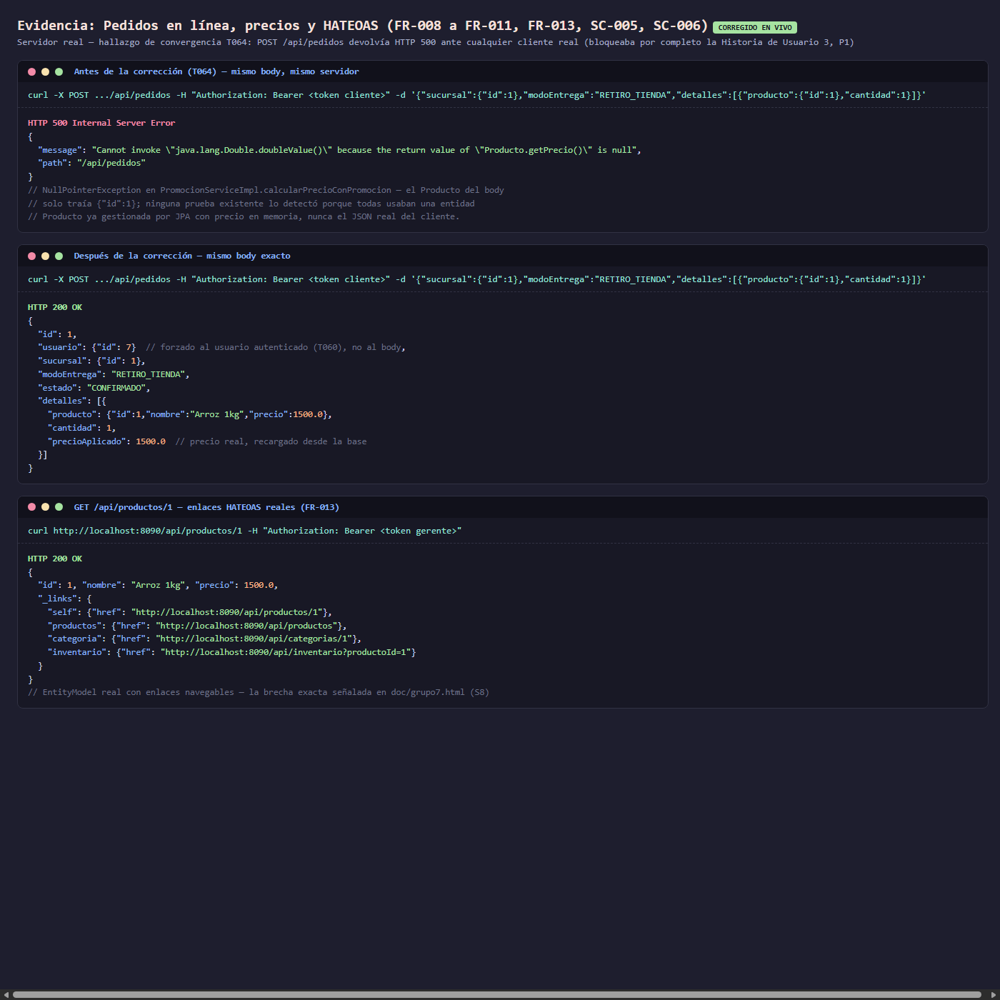 Evidencia: Pedidos en línea, precios y HATEOAS (FR-008 a FR-011, FR-013, SC-005, SC-006) CORREGIDO EN VIVO
Servidor real — hallazgo de convergencia T064: POST /api/pedidos devolvía HTTP 500 ante cualquier cliente real (bloqueaba por completo la Historia de Usuario 3, P1)
Antes de la corrección (T064) — mismo body, mismo servidor
curl -X POST .../api/pedidos -H "Authorization: Bearer <token cliente>" -d '{"sucursal":{"id":1},"modoEntrega":"RETIRO_TIENDA","detalles":[{"producto":{"id":1},"cantidad":1}]}'
HTTP 500 Internal Server Error
{
  "message": "Cannot invoke \"java.lang.Double.doubleValue()\" because the return value of \"Producto.getPrecio()\" is null",
  "path": "/api/pedidos"
}
// NullPointerException en PromocionServiceImpl.calcularPrecioConPromocion — el Producto del body
// solo traía {"id":1}; ninguna prueba existente lo detectó porque todas usaban una entidad
// Producto ya gestionada por JPA con precio en memoria, nunca el JSON real del cliente.
Después de la corrección — mismo body exacto
curl -X POST .../api/pedidos -H "Authorization: Bearer <token cliente>" -d '{"sucursal":{"id":1},"modoEntrega":"RETIRO_TIENDA","detalles":[{"producto":{"id":1},"cantidad":1}]}'
HTTP 200 OK
{
  "id": 1,
  "usuario": {"id": 7}  // forzado al usuario autenticado (T060), no al body,
  "sucursal": {"id": 1},
  "modoEntrega": "RETIRO_TIENDA",
  "estado": "CONFIRMADO",
  "detalles": [{
    "producto": {"id":1,"nombre":"Arroz 1kg","precio":1500.0},
    "cantidad": 1,
    "precioAplicado": 1500.0  // precio real, recargado desde la base
  }]
}
GET /api/productos/1 — enlaces HATEOAS reales (FR-013)
curl http://localhost:8090/api/productos/1 -H "Authorization: Bearer <token gerente>"
HTTP 200 OK
{
  "id": 1, "nombre": "Arroz 1kg", "precio": 1500.0,
  "_links": {
    "self": {"href": "http://localhost:8090/api/productos/1"},
    "productos": {"href": "http://localhost:8090/api/productos"},
    "categoria": {"href": "http://localhost:8090/api/categorias/1"},
    "inventario": {"href": "http://localhost:8090/api/inventario?productoId=1"}
  }
}
// EntityModel real con enlaces navegables — la brecha exacta señalada en doc/grupo7.html (S8)